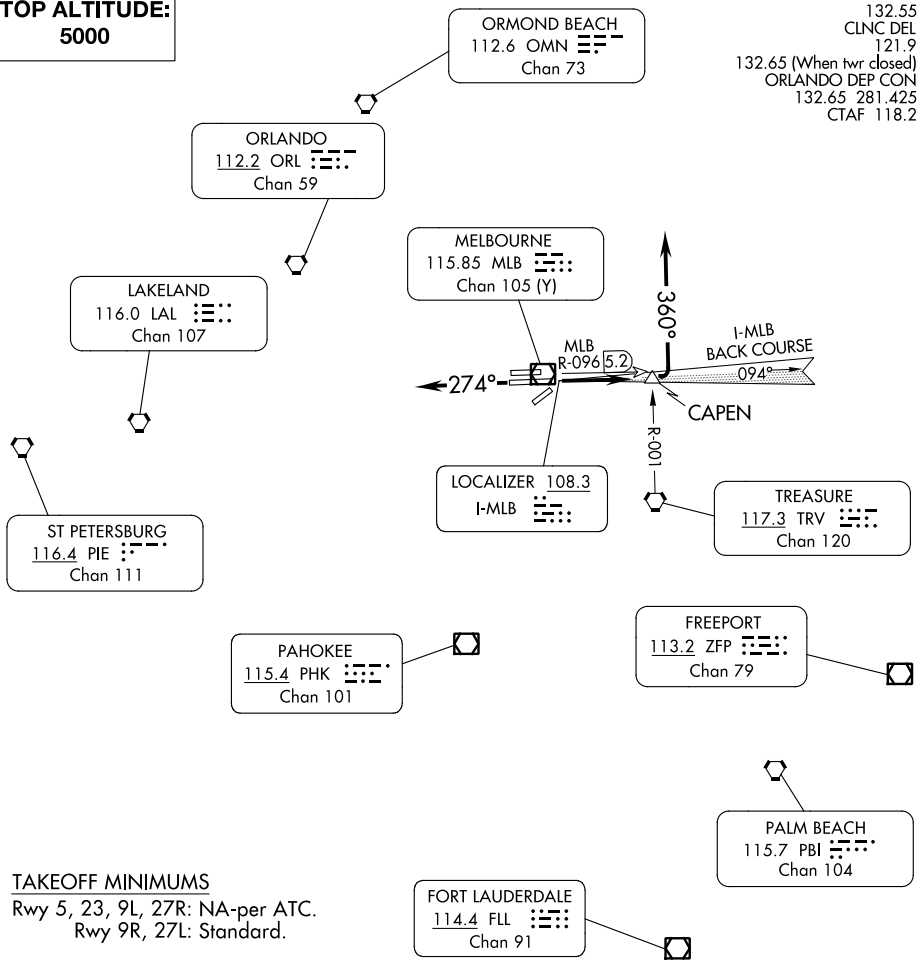 TOP ALTITUDE:
5000
132.55
CLNC DEL
121.9
132.65 (When twr closed)
ORLANDO DEP CON
132.65 281.425
CTAF 118.2
ORMOND BEACH
112.6 OMN
Chan 73
ORLANDO
112.2 ORL
Chan 59
MELBOURNE
115.85 MLB
Chan 105 (Y)
LAKELAND
116.0 LAL
Chan 107
360°
I-MLB
BACK COURSE
094°
MLB
R-096 5.2
274°
CAPEN
R-001
LOCALIZER 108.3
I-MLB
TREASURE
117.3 TRV
Chan 120
ST PETERSBURG
116.4 PIE
Chan 111
PAHOKEE
115.4 PHK
Chan 101
FREEPORT
113.2 ZFP
Chan 79
PALM BEACH
115.7 PBI
Chan 104
TAKEOFF MINIMUMS
Rwy 5, 23, 9L, 27R: NA-per ATC.
Rwy 9R, 27L: Standard.
FORT LAUDERDALE
114.4 FLL
Chan 91